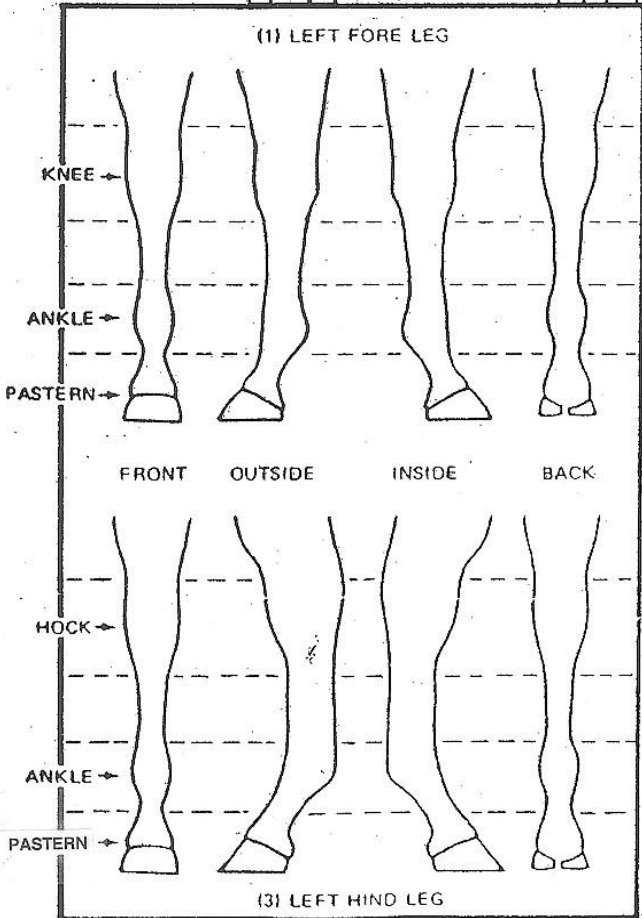 (1) LEFT FORE LEG
KNEE
ANKLE
PASTERN
FRONT OUTSIDE INSIDE BACK
HOCK
ANKLE
PASTERN
(3) LEFT HIND LEG